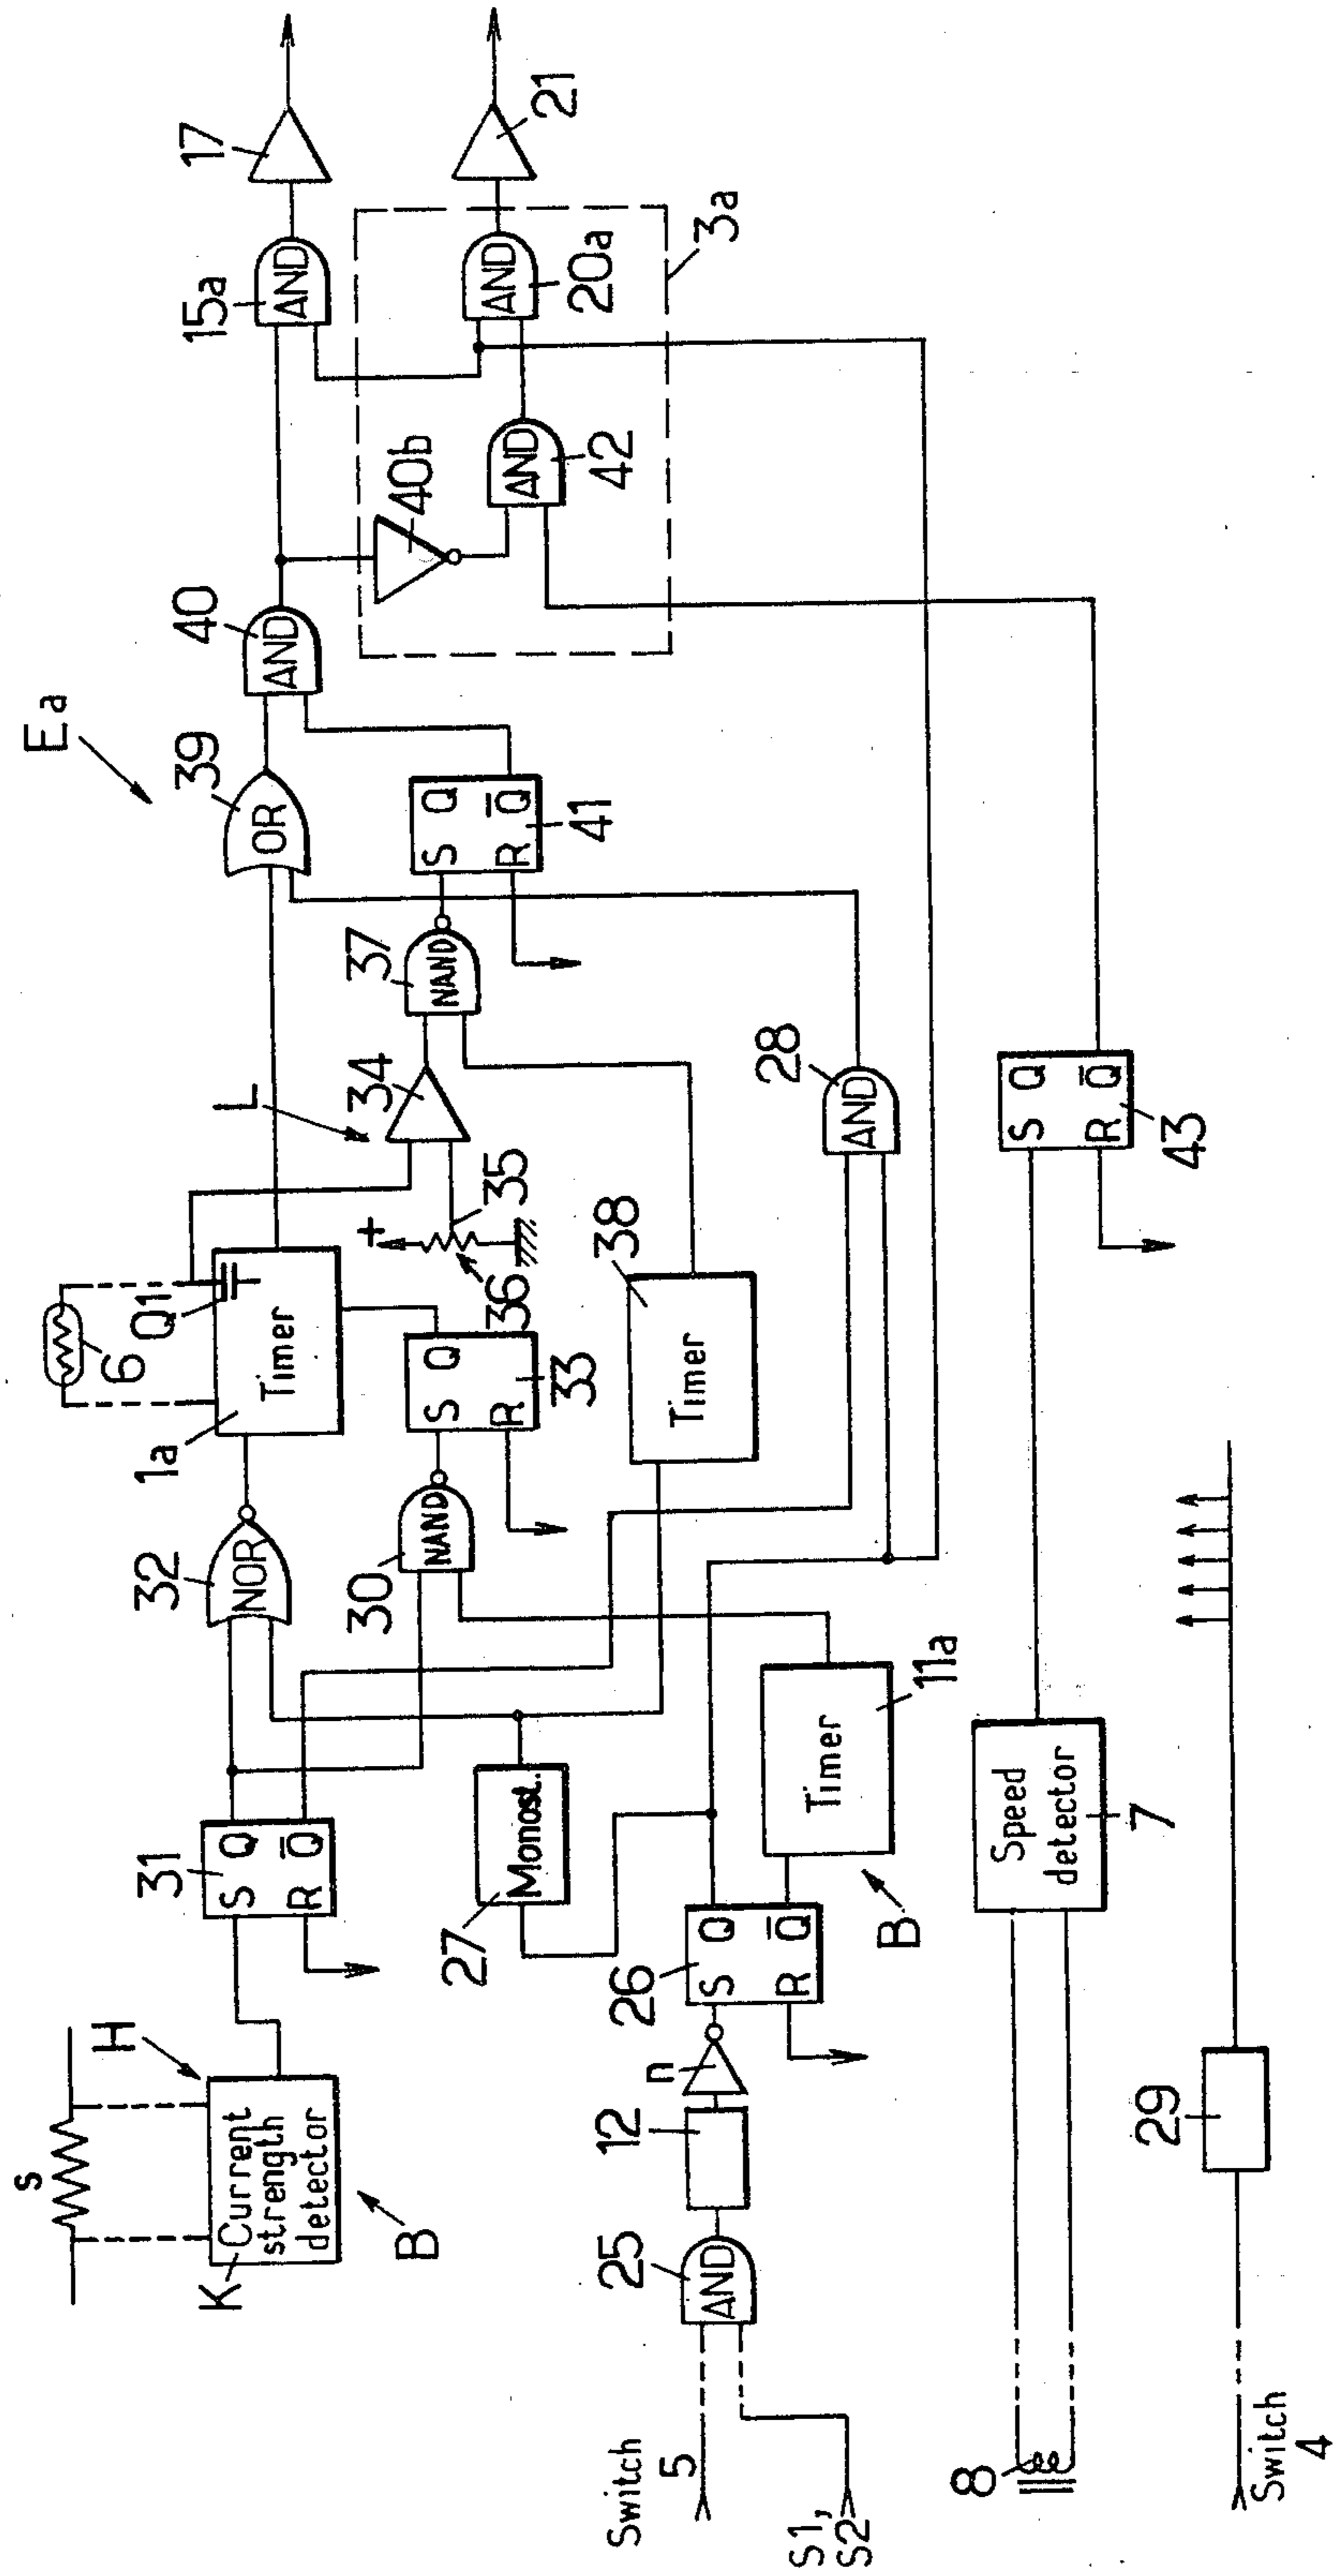 E a
S
H
K Current
strength
detector
B
31
S Q
R Q̅
32
NOR
1a
6
Q1
Timer
L
39
OR
40
AND
15a
AND
17
27
Monost.
30
NAND
33
S Q
R
+
36
35
34
37
NAND
41
S Q
R Q̅
40b
AND
42
AND
20a
21
3a
38
Timer
28
AND
Switch
5
S1,
S2
25
AND
12
n
26
S Q
R Q̅
B
Timer
11a
8
Speed
detector
7
43
S Q
R Q̅
Switch
4
29